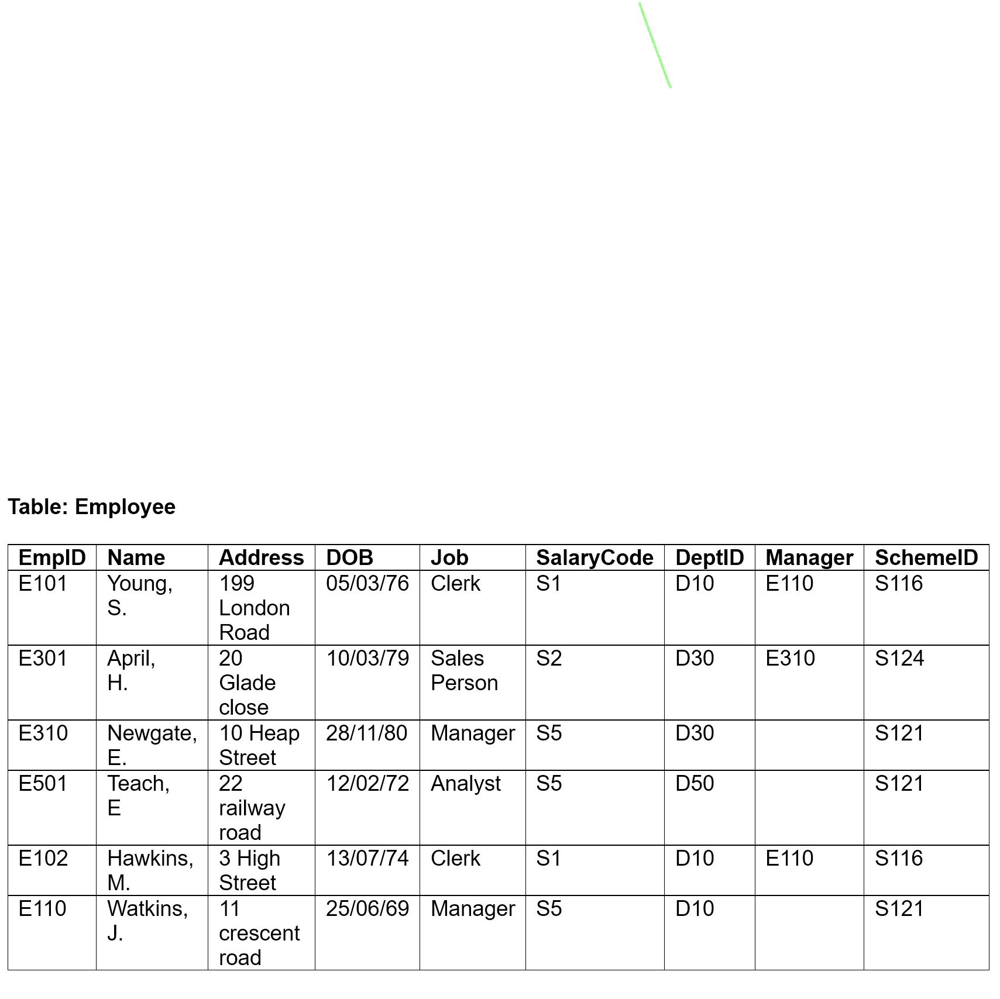 Table: Employee
EmpID Name Address DOB Job SalaryCode DeptID Manager SchemeID
E101 Young, 199 05/03/76 Clerk S1 D10 E110 S116
S. London
Road
E301 April, 20 10/03/79 Sales S2 D30 E310 S124
H. Glade Person
close
E310 Newgate, 10 Heap 28/11/80 Manager S5 D30 S121
E. Street
E501 Teach, 22 12/02/72 Analyst S5 D50 S121
E railway
road
E102 Hawkins, 3 High 13/07/74 Clerk S1 D10 E110 S116
M. Street
E110 Watkins, 11 25/06/69 Manager S5 D10 S121
J. crescent
road